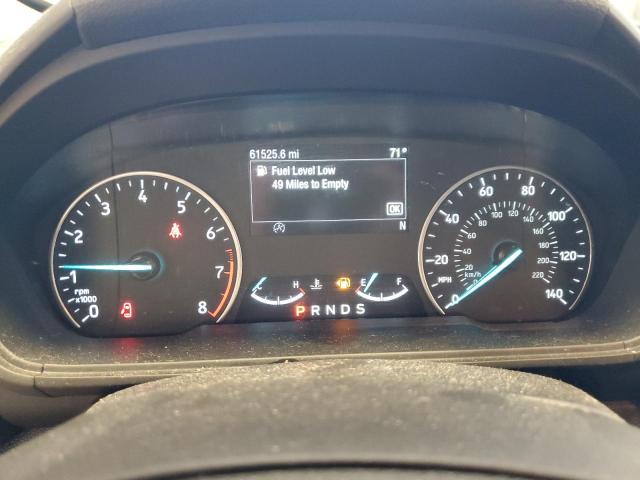 61525.6 mi 71°
Fuel Level Low
49 Miles to Empty
OK
N
0 1 2 3 4 5 6 7 8
rpm
x1000
C H E F
P R N D S
0 20 40 60 80 100 120 140
MPH
km/h
20 40 60 80 100 120 140 160 180 200 220